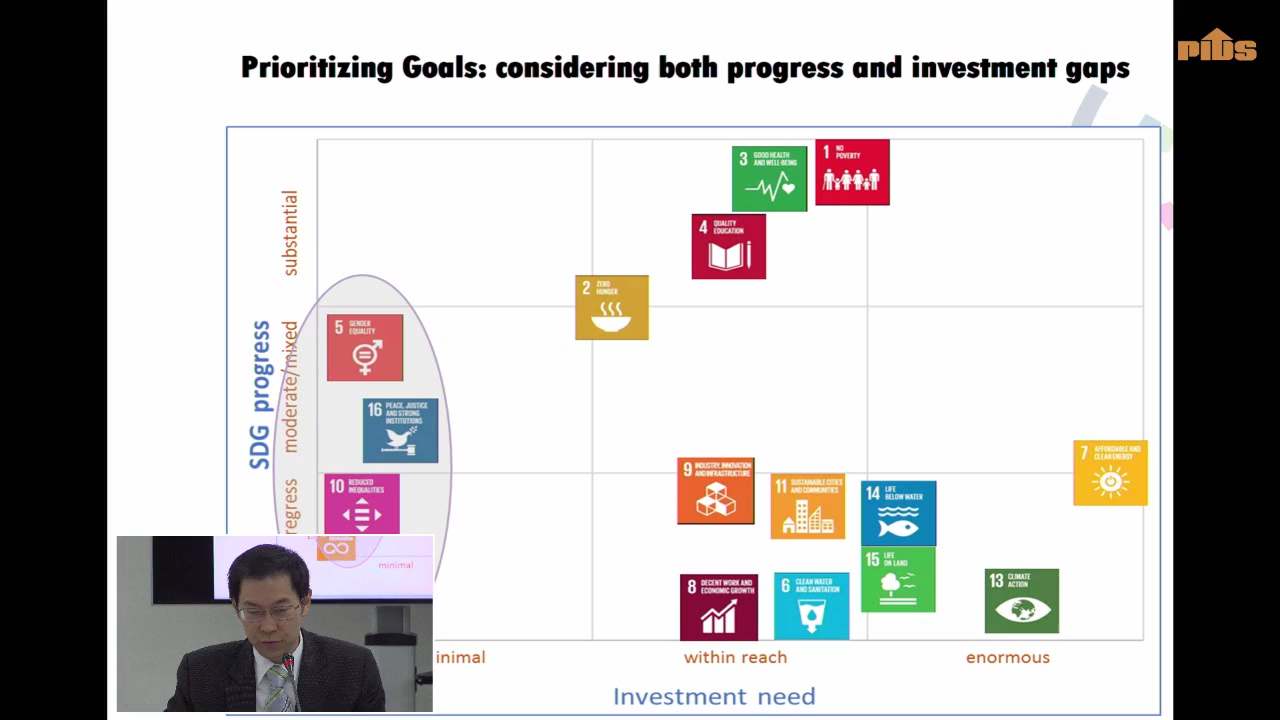 Prioritizing Goals: considering both progress and investment gaps
PIDS
SDG progress
substantial
moderate/mixed
regress
3 GOOD HEALTH
AND WELL-BEING
1 NO
POVERTY
4 QUALITY
EDUCATION
2 ZERO
HUNGER
5 GENDER
EQUALITY
16 PEACE, JUSTICE
AND STRONG
INSTITUTIONS
10 REDUCED
INEQUALITIES
9 INDUSTRY, INNOVATION
AND INFRASTRUCTURE
11 SUSTAINABLE CITIES
AND COMMUNITIES
14 LIFE
BELOW WATER
7 AFFORDABLE AND
CLEAN ENERGY
15 LIFE
ON LAND
8 DECENT WORK AND
ECONOMIC GROWTH
6 CLEAN WATER
AND SANITATION
13 CLIMATE
ACTION
minimal
inimal
within reach
enormous
Investment need